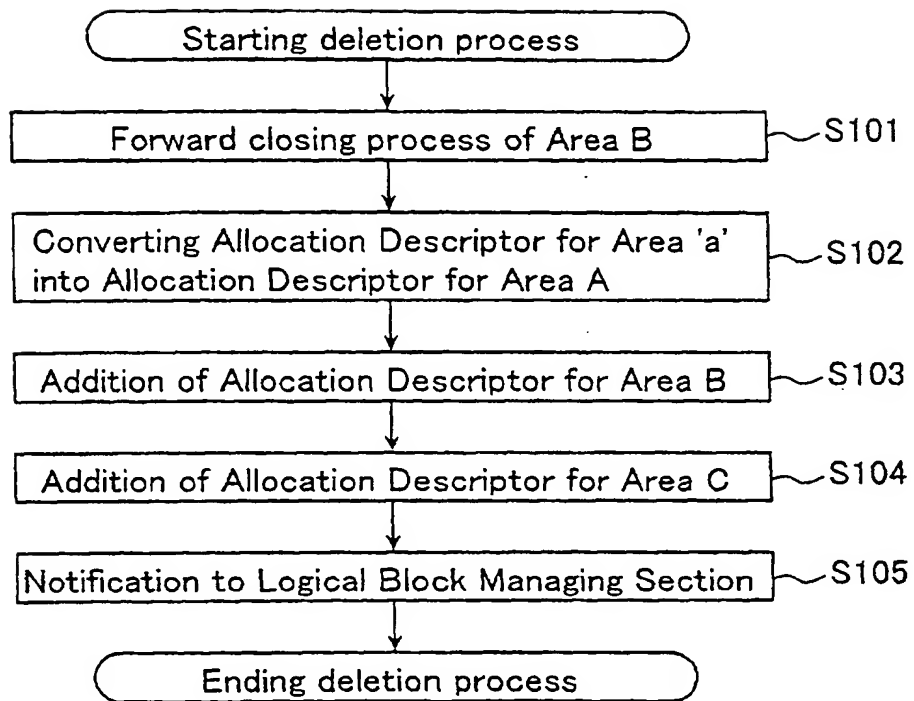 Starting deletion process
Forward closing process of Area B
S101
Converting Allocation Descriptor for Area 'a'
into Allocation Descriptor for Area A
S102
Addition of Allocation Descriptor for Area B
S103
Addition of Allocation Descriptor for Area C
S104
Notification to Logical Block Managing Section
S105
Ending deletion process